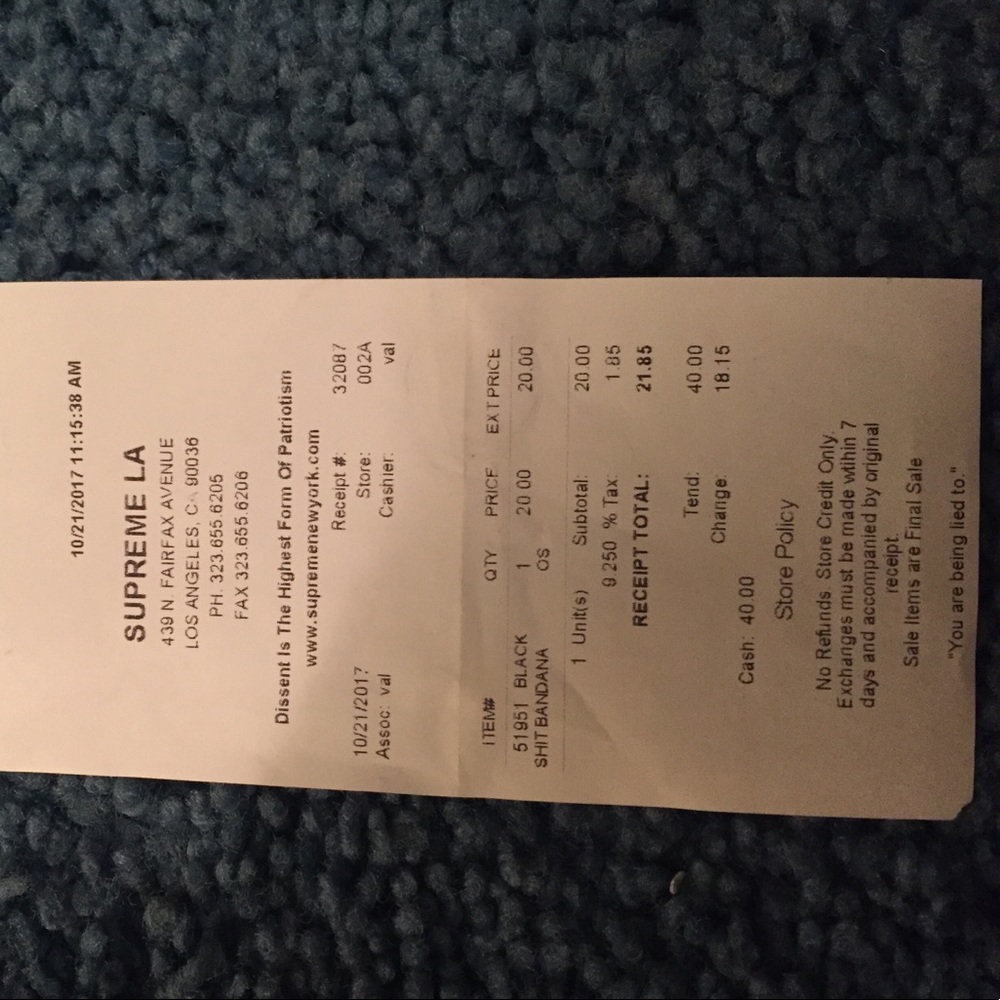 10/21/2017 11:15:38 AM
SUPREME LA
439 N. FAIRFAX AVENUE
LOS ANGELES, CA 90036
PH. 323.655.6205
FAX 323.655.6206
Dissent Is The Highest Form Of Patriotism
www.supremenewyork.com
Receipt #: 32087
10/21/2017 Store: 002A
Assoc: val Cashier: val
ITEM# QTY PRICE EXT PRICE
51951 BLACK 1 20.00 20.00
SHIT BANDANA OS
1 Unit(s) Subtotal: 20.00
9.250 % Tax: 1.85
RECEIPT TOTAL: 21.85
Tend: 40.00
Change: 18.15
Cash: 40.00
Store Policy
No Refunds. Store Credit Only.
Exchanges must be made wtihin 7
days and accompanied by original
receipt.
Sale Items are Final Sale
"You are being lied to."